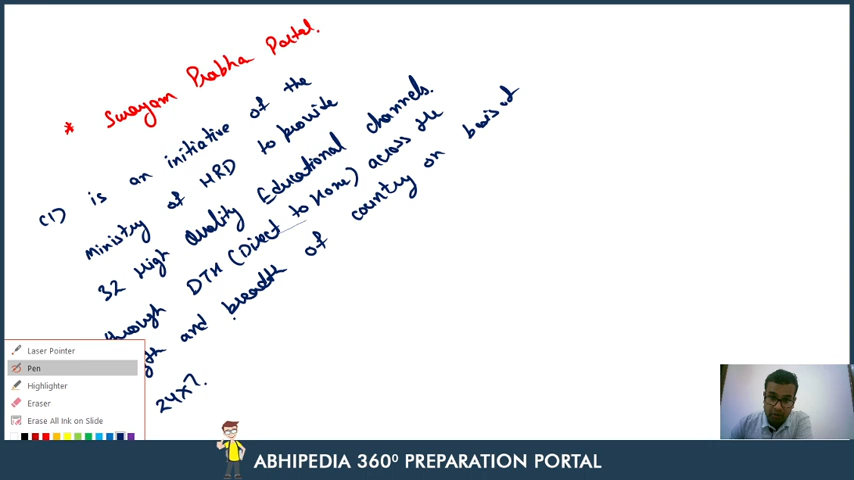 * Swayam Prabha Portal.
(1) is an initiative of the
ministry of HRD to provide
32 High Quality Educational channels.
through DTH (Direct to Home) across the
and breadth of country on basis of
24x7.
Laser Pointer
Pen
Highlighter
Eraser
Erase All Ink on Slide
ABHIPEDIA 360° PREPARATION PORTAL